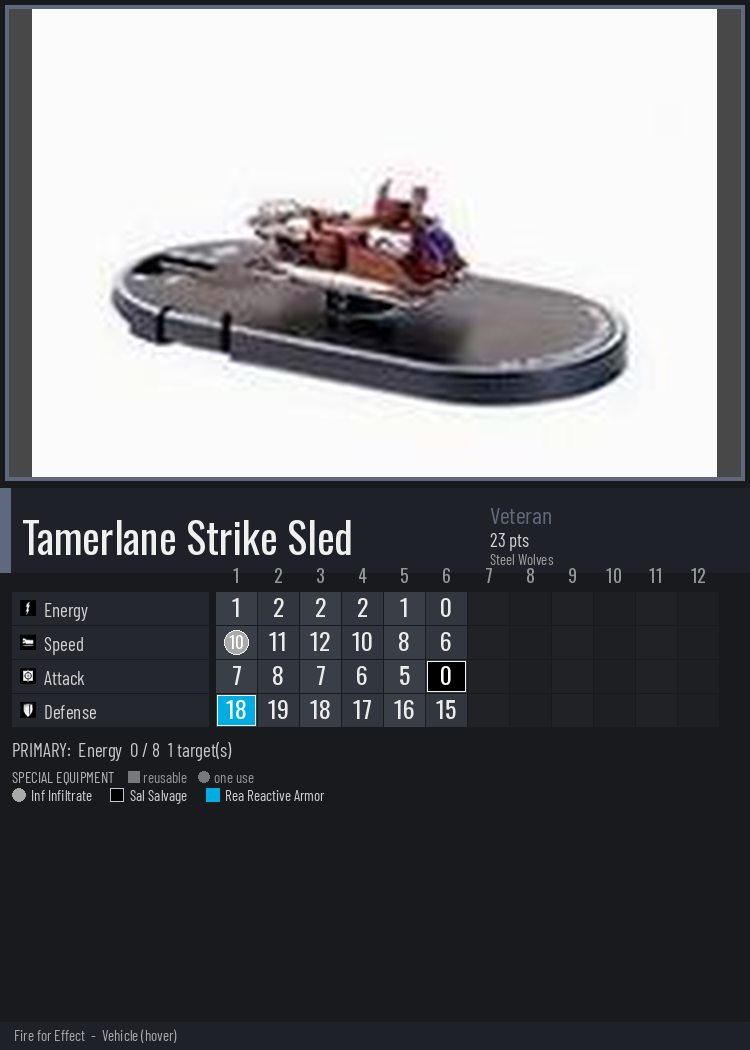 Tamerlane Strike Sled
Veteran
23 pts
Steel Wolves
1 2 3 4 5 6 7 8 9 10 11 12
Energy 1 2 2 2 1 0
Speed 10 11 12 10 8 6
Attack 7 8 7 6 5 0
Defense 18 19 18 17 16 15
PRIMARY: Energy 0 / 8 1 target(s)
SPECIAL EQUIPMENT reusable one use
Inf Infiltrate Sal Salvage Rea Reactive Armor
Fire for Effect - Vehicle (hover)